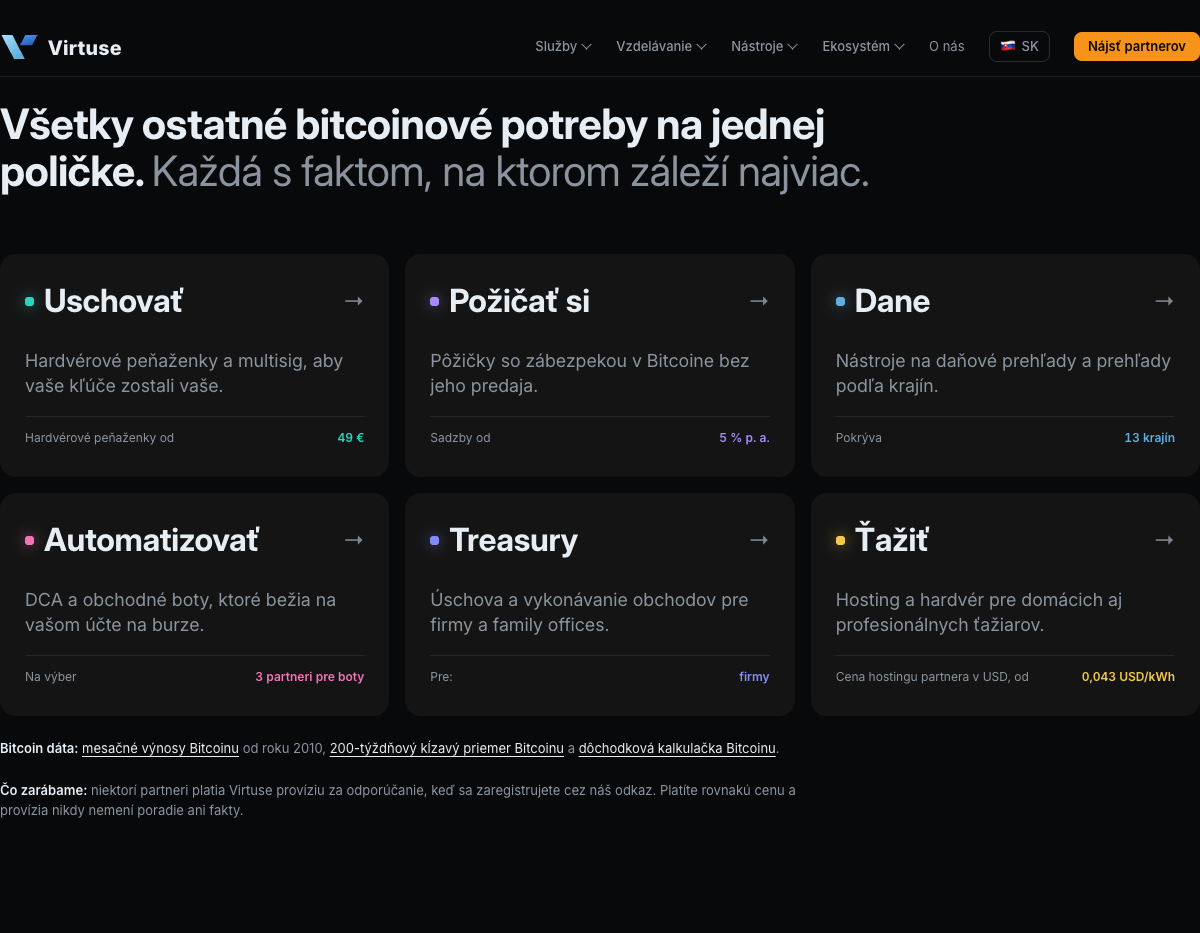 Virtuse
Služby
Vzdelávanie
Nástroje
Ekosystém
O nás
SK
Nájsť partnerov
Všetky ostatné bitcoinové potreby na jednej
poličke. Každá s faktom, na ktorom záleží najviac.
Uschovať →
Hardvérové peňaženky a multisig, aby
vaše kľúče zostali vaše.
Hardvérové peňaženky od 49 €
Požičať si →
Pôžičky so zábezpekou v Bitcoine bez
jeho predaja.
Sadzby od 5 % p. a.
Dane →
Nástroje na daňové prehľady a prehľady
podľa krajín.
Pokrýva 13 krajín
Automatizovať →
DCA a obchodné boty, ktoré bežia na
vašom účte na burze.
Na výber 3 partneri pre boty
Treasury →
Úschova a vykonávanie obchodov pre
firmy a family offices.
Pre: firmy
Ťažiť →
Hosting a hardvér pre domácich aj
profesionálnych ťažiarov.
Cena hostingu partnera v USD, od 0,043 USD/kWh
Bitcoin dáta: mesačné výnosy Bitcoinu od roku 2010, 200-týždňový kĺzavý priemer Bitcoinu a dôchodková kalkulačka Bitcoinu.
Čo zarábame: niektorí partneri platia Virtuse províziu za odporúčanie, keď sa zaregistrujete cez náš odkaz. Platíte rovnakú cenu a
provízia nikdy nemení poradie ani fakty.